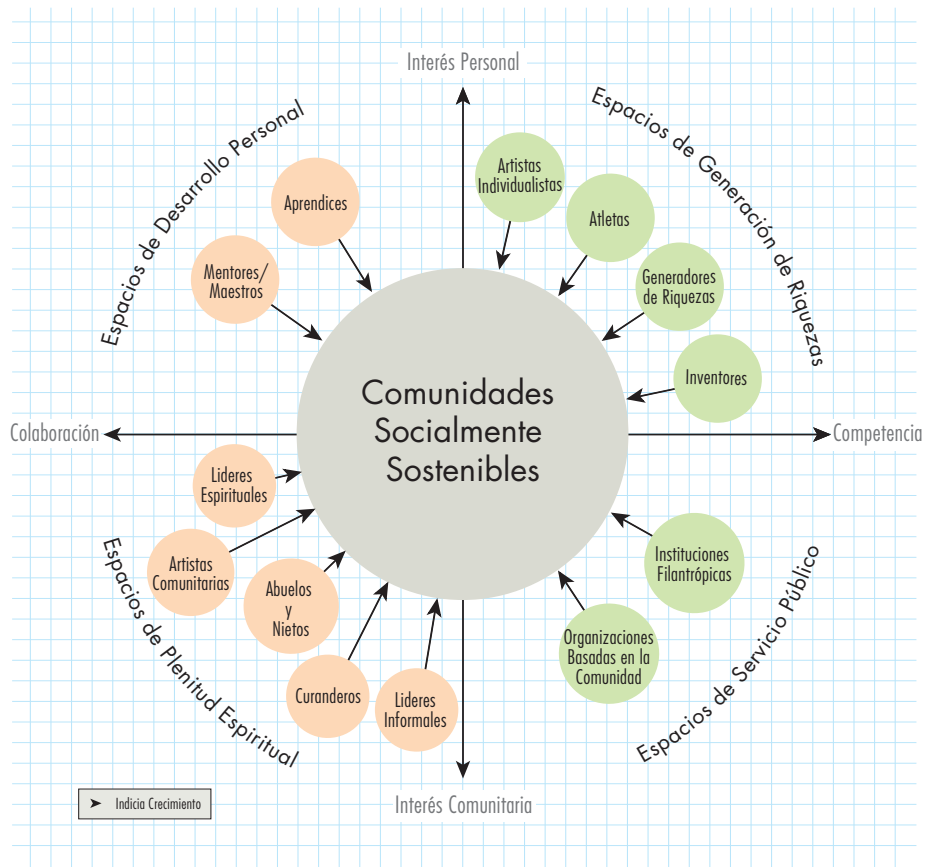 Interés Personal
Espacios de Desarrollo Personal
Espacios de Generación de Riquezas
Artistas
Individualistas
Aprendices
Atletas
Mentores/
Maestros
Generadores
de Riquezas
Inventores
Comunidades
Socialmente
Sostenibles
Colaboración
Competencia
Lideres
Espirituales
Artistas
Comunitarias
Abuelos
y
Nietos
Curanderos
Lideres
Informales
Instituciones
Filantrópicas
Organizaciones
Basadas en la
Comunidad
Espacios de Plenitud Espiritual
Espacios de Servicio Público
Indicia Crecimiento
Interés Comunitaria